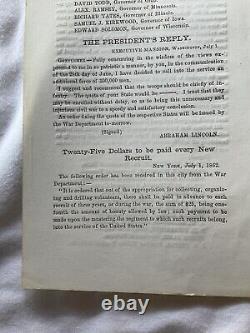 DAVID TODD, Governor of Ohio.
ALEX. RAMSEY, Governor of Minnesota.
RICHARD YATES, Governor of Illinois.
SAMUEL J. KIRKWOOD, Governor of Iowa.
EDWARD SOLOMON, Governor of Wisconsin.
THE PRESIDENT'S REPLY.
EXECUTIVE MANSION, Washington, July 1
GENTLEMEN—Fully concurring in the wisdom of the views expressed to me in so patriotic a manner by you, in the communication
of the 28th day of June, I have decided to call into the service an
additional force of 300,000 men.
I suggest and recommend that the troops should be chiefly of
infantry. The quota of your State would be . I trust that they
may be enrolled without delay, so as to bring this unnecessary and
injurious civil war to a speedy and satisfactory conclusion. An
order fixing the quotas of the respective States will be issued by
the War Department to-morrow.
(Signed) ABRAHAM LINCOLN.
Twenty-Five Dollars to be paid every New
Recruit.
NEW YORK, July 1, 1862.
The following order has been received in this city from the War
Department:—
"It is ordered that out of the appropriation for collecting, organizing and drilling volunteers, there shall be paid in advance to each
recruit of three years, or during the war, the sum of $25, being one-
fourth the amount of bounty allowed by law; such payment to be
made upon the mustering the regiment to which such recruits belong
into the service of the United States."